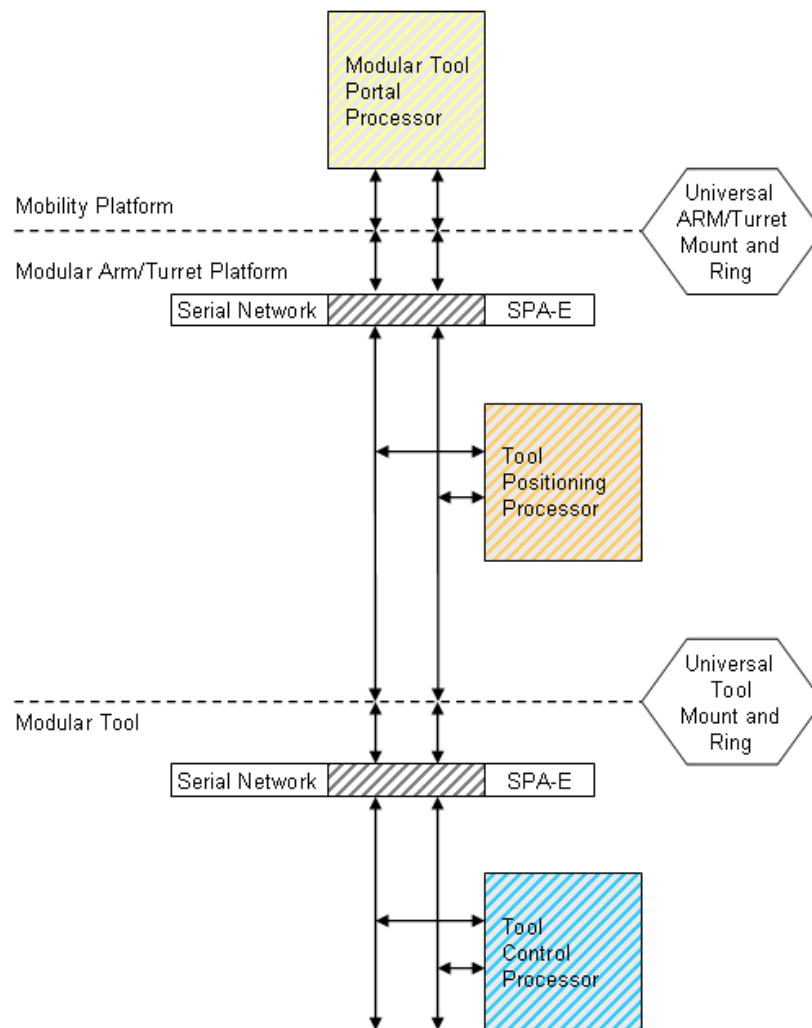 Modular Tool
Portal
Processor
Mobility Platform
Universal
ARM/Turret
Mount and
Ring
Modular Arm/Turret Platform
Serial Network
SPA-E
Tool
Positioning
Processor
Universal
Tool
Mount and
Ring
Modular Tool
Serial Network
SPA-E
Tool
Control
Processor